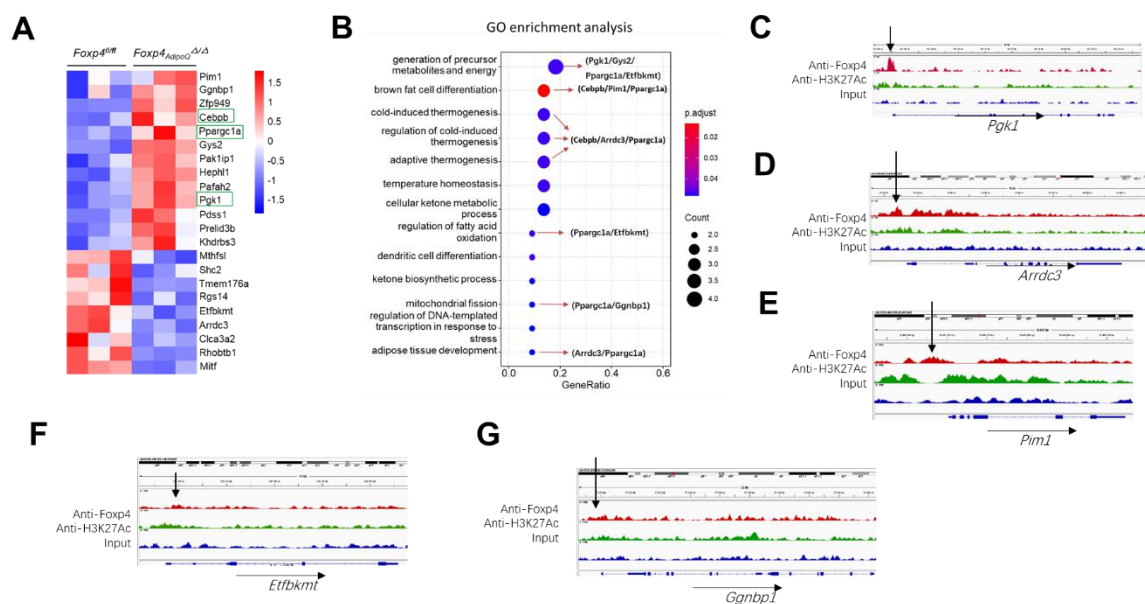 A
Foxp4fl/fl Foxp4AdipoQΔ/Δ
Pim1
Ggnbp1
Zfp949
Cebpb
Ppargc1a
Gys2
Pak1ip1
Hephl1
Pafah2
Pgk1
Pdss1
Prelid3b
Khdrbs3
Mthfsl
Shc2
Tmem176a
Rgs14
Etfbkmt
Arrdc3
Clca3a2
Rhobtb1
Mitf
1.5
1
0.5
0
-0.5
-1
-1.5
B
GO enrichment analysis
generation of precursor
metabolites and energy
brown fat cell differentiation
cold-induced thermogenesis
regulation of cold-induced
thermogenesis
adaptive thermogenesis
temperature homeostasis
cellular ketone metabolic
process
regulation of fatty acid
oxidation
dendritic cell differentiation
ketone biosynthetic process
mitochondrial fission
regulation of DNA-templated
transcription in response to
stress
adipose tissue development
(Pgk1/Gys2/
Ppargc1a/Etfbkmt)
(Cebpb/Pim1/Ppargc1a)
(Cebpb/Arrdc3/Ppargc1a)
(Ppargc1a/Etfbkmt)
(Ppargc1a/Ggnbp1)
(Arrdc3/Ppargc1a)
0.0 0.2 0.4 0.6
GeneRatio
p.adjust
0.02
0.03
0.04
Count
2.0
2.5
3.0
3.5
4.0
C
Anti-Foxp4
Anti-H3K27Ac
Input
Pgk1
D
Anti-Foxp4
Anti-H3K27Ac
Input
Arrdc3
E
Anti-Foxp4
Anti-H3K27Ac
Input
Pim1
F
Anti-Foxp4
Anti-H3K27Ac
Input
Etfbkmt
G
Anti-Foxp4
Anti-H3K27Ac
Input
Ggnbp1